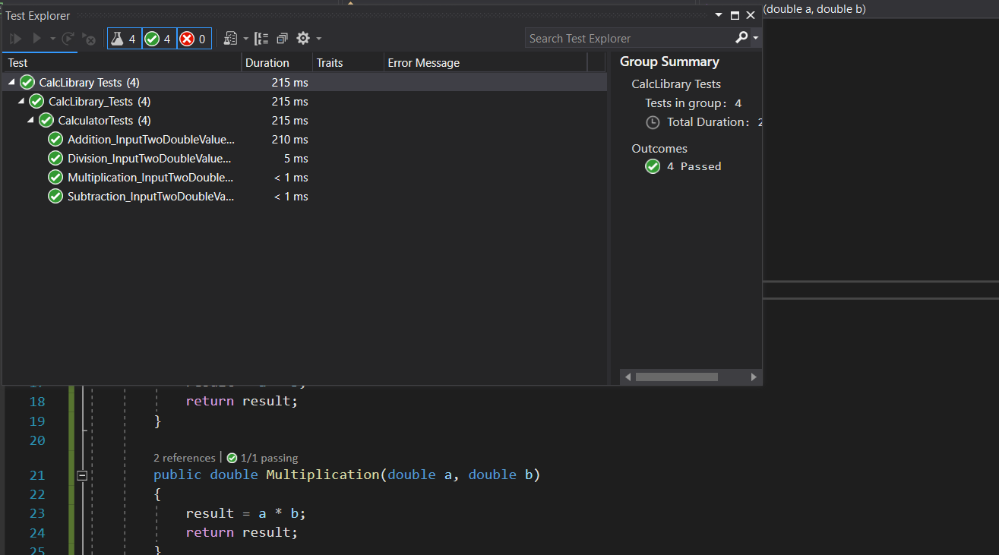 Test Explorer
(double a, double b)
4 4 0
Search Test Explorer
Test Duration Traits Error Message
CalcLibrary Tests (4) 215 ms
CalcLibrary_Tests (4) 215 ms
CalculatorTests (4) 215 ms
Addition_InputTwoDoubleValue... 210 ms
Division_InputTwoDoubleValue... 5 ms
Multiplication_InputTwoDouble... < 1 ms
Subtraction_InputTwoDoubleVa... < 1 ms
Group Summary
CalcLibrary Tests
Tests in group: 4
Total Duration: 2
Outcomes
4 Passed
18 return result;
19 }
20
2 references | 1/1 passing
21 public double Multiplication(double a, double b)
22 {
23 result = a * b;
24 return result;
25 }